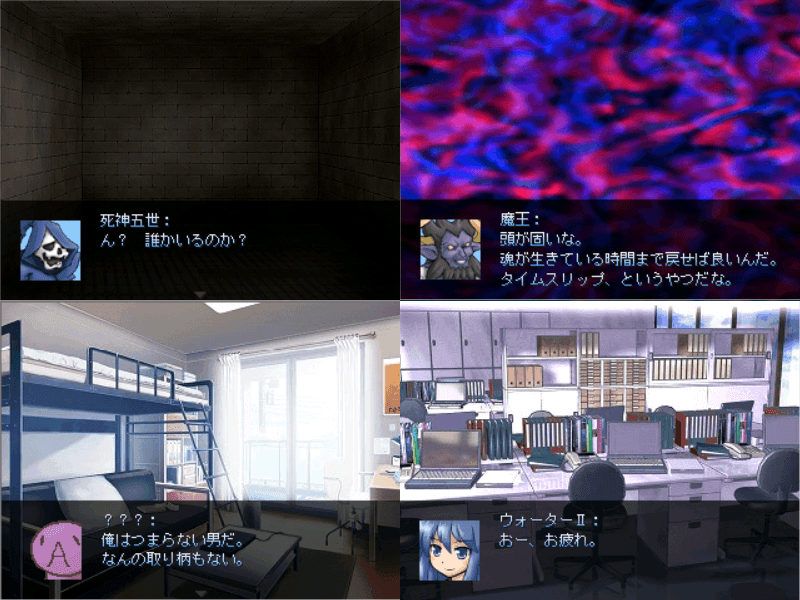 死神五世：
ん？　誰かいるのか？
魔王：
頭が固いな。
魂が生きている時間まで戻せば良いんだ。
タイムスリップ、というやつだな。
？？？：
俺はつまらない男だ。
なんの取り柄もない。
A
ウォーターⅡ：
おー、お疲れ。